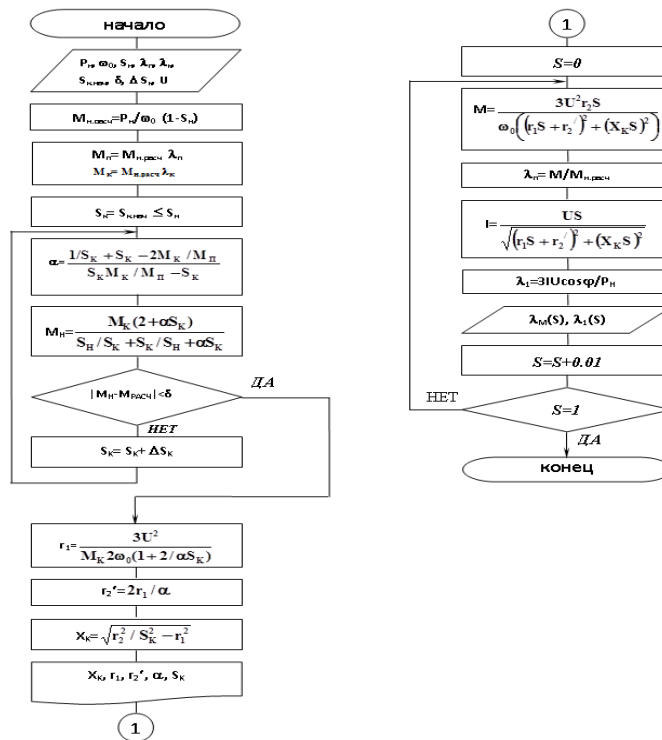 начало
Pн, ω0, Sн, λп, λк,
Sк.нач, δ, ΔSк, U
Mн.расч=Pн/ω0 (1-Sн)
Mп= Mн.расч λп
Mк= Mн.расч λк
Sк= Sк.нач ≤ Sн
α= (1/SК + SК − 2MК / MП) / (SКMК / MП − SК)
Mн= MК(2+αSК) / (SН/SК + SК/SН + αSК)
|Mн-MРАСЧ|<δ
ДА
НЕТ
Sк= Sк+ ΔSк
r1= 3U² / (MК2ω0(1+2/αSК))
r2′=2r1/α
Xк= √(r2²/SК² − r1²)
Xк, r1, r2′, α, Sк
1
1
S=0
M= 3U²r2S / (ω0((r1S + r2′)² + (XКS)²))
λп= M/Mн.расч
I= US / √((r1S + r2′)² + (XКS)²)
λ1=3IUcosφ/PН
λМ(S), λ1(S)
S=S+0.01
НЕТ
S=1
ДА
конец